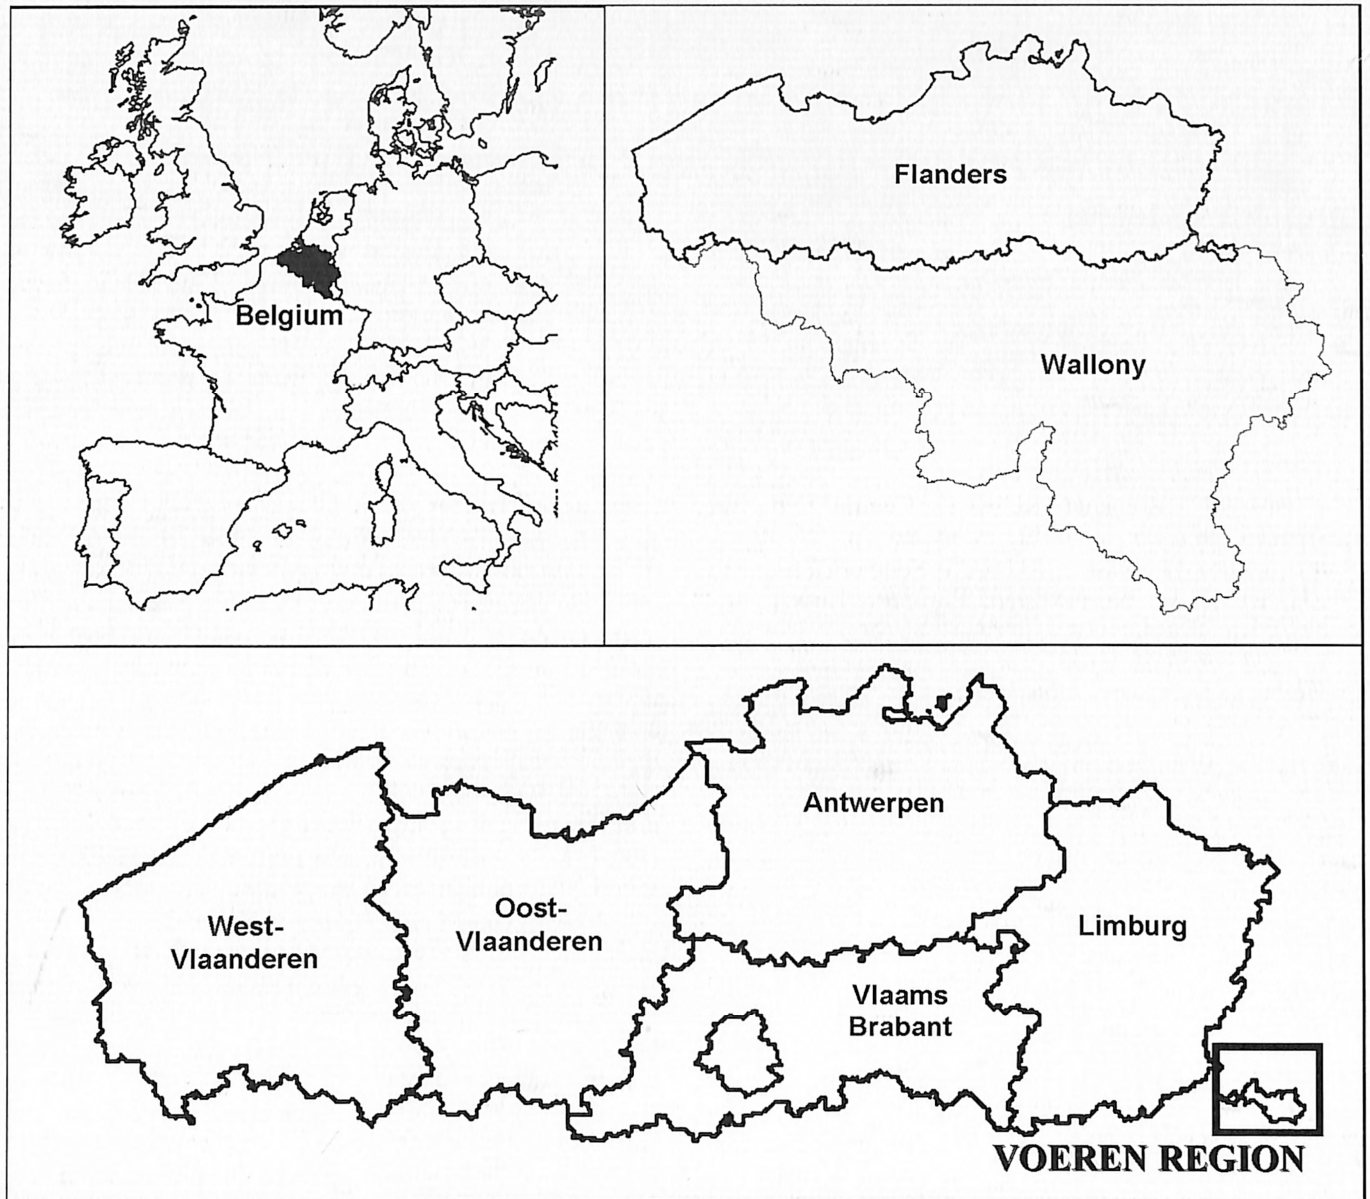 Belgium
Flanders
Wallony
West-
Vlaanderen
Oost-
Vlaanderen
Antwerpen
Limburg
Vlaams
Brabant
VOEREN REGION